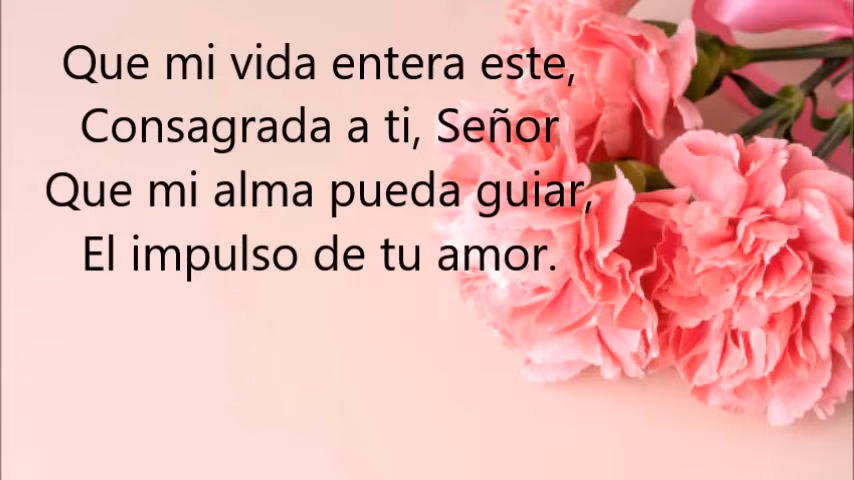 Que mi vida entera este,
Consagrada a ti, Señor
Que mi alma pueda guiar,
El impulso de tu amor.